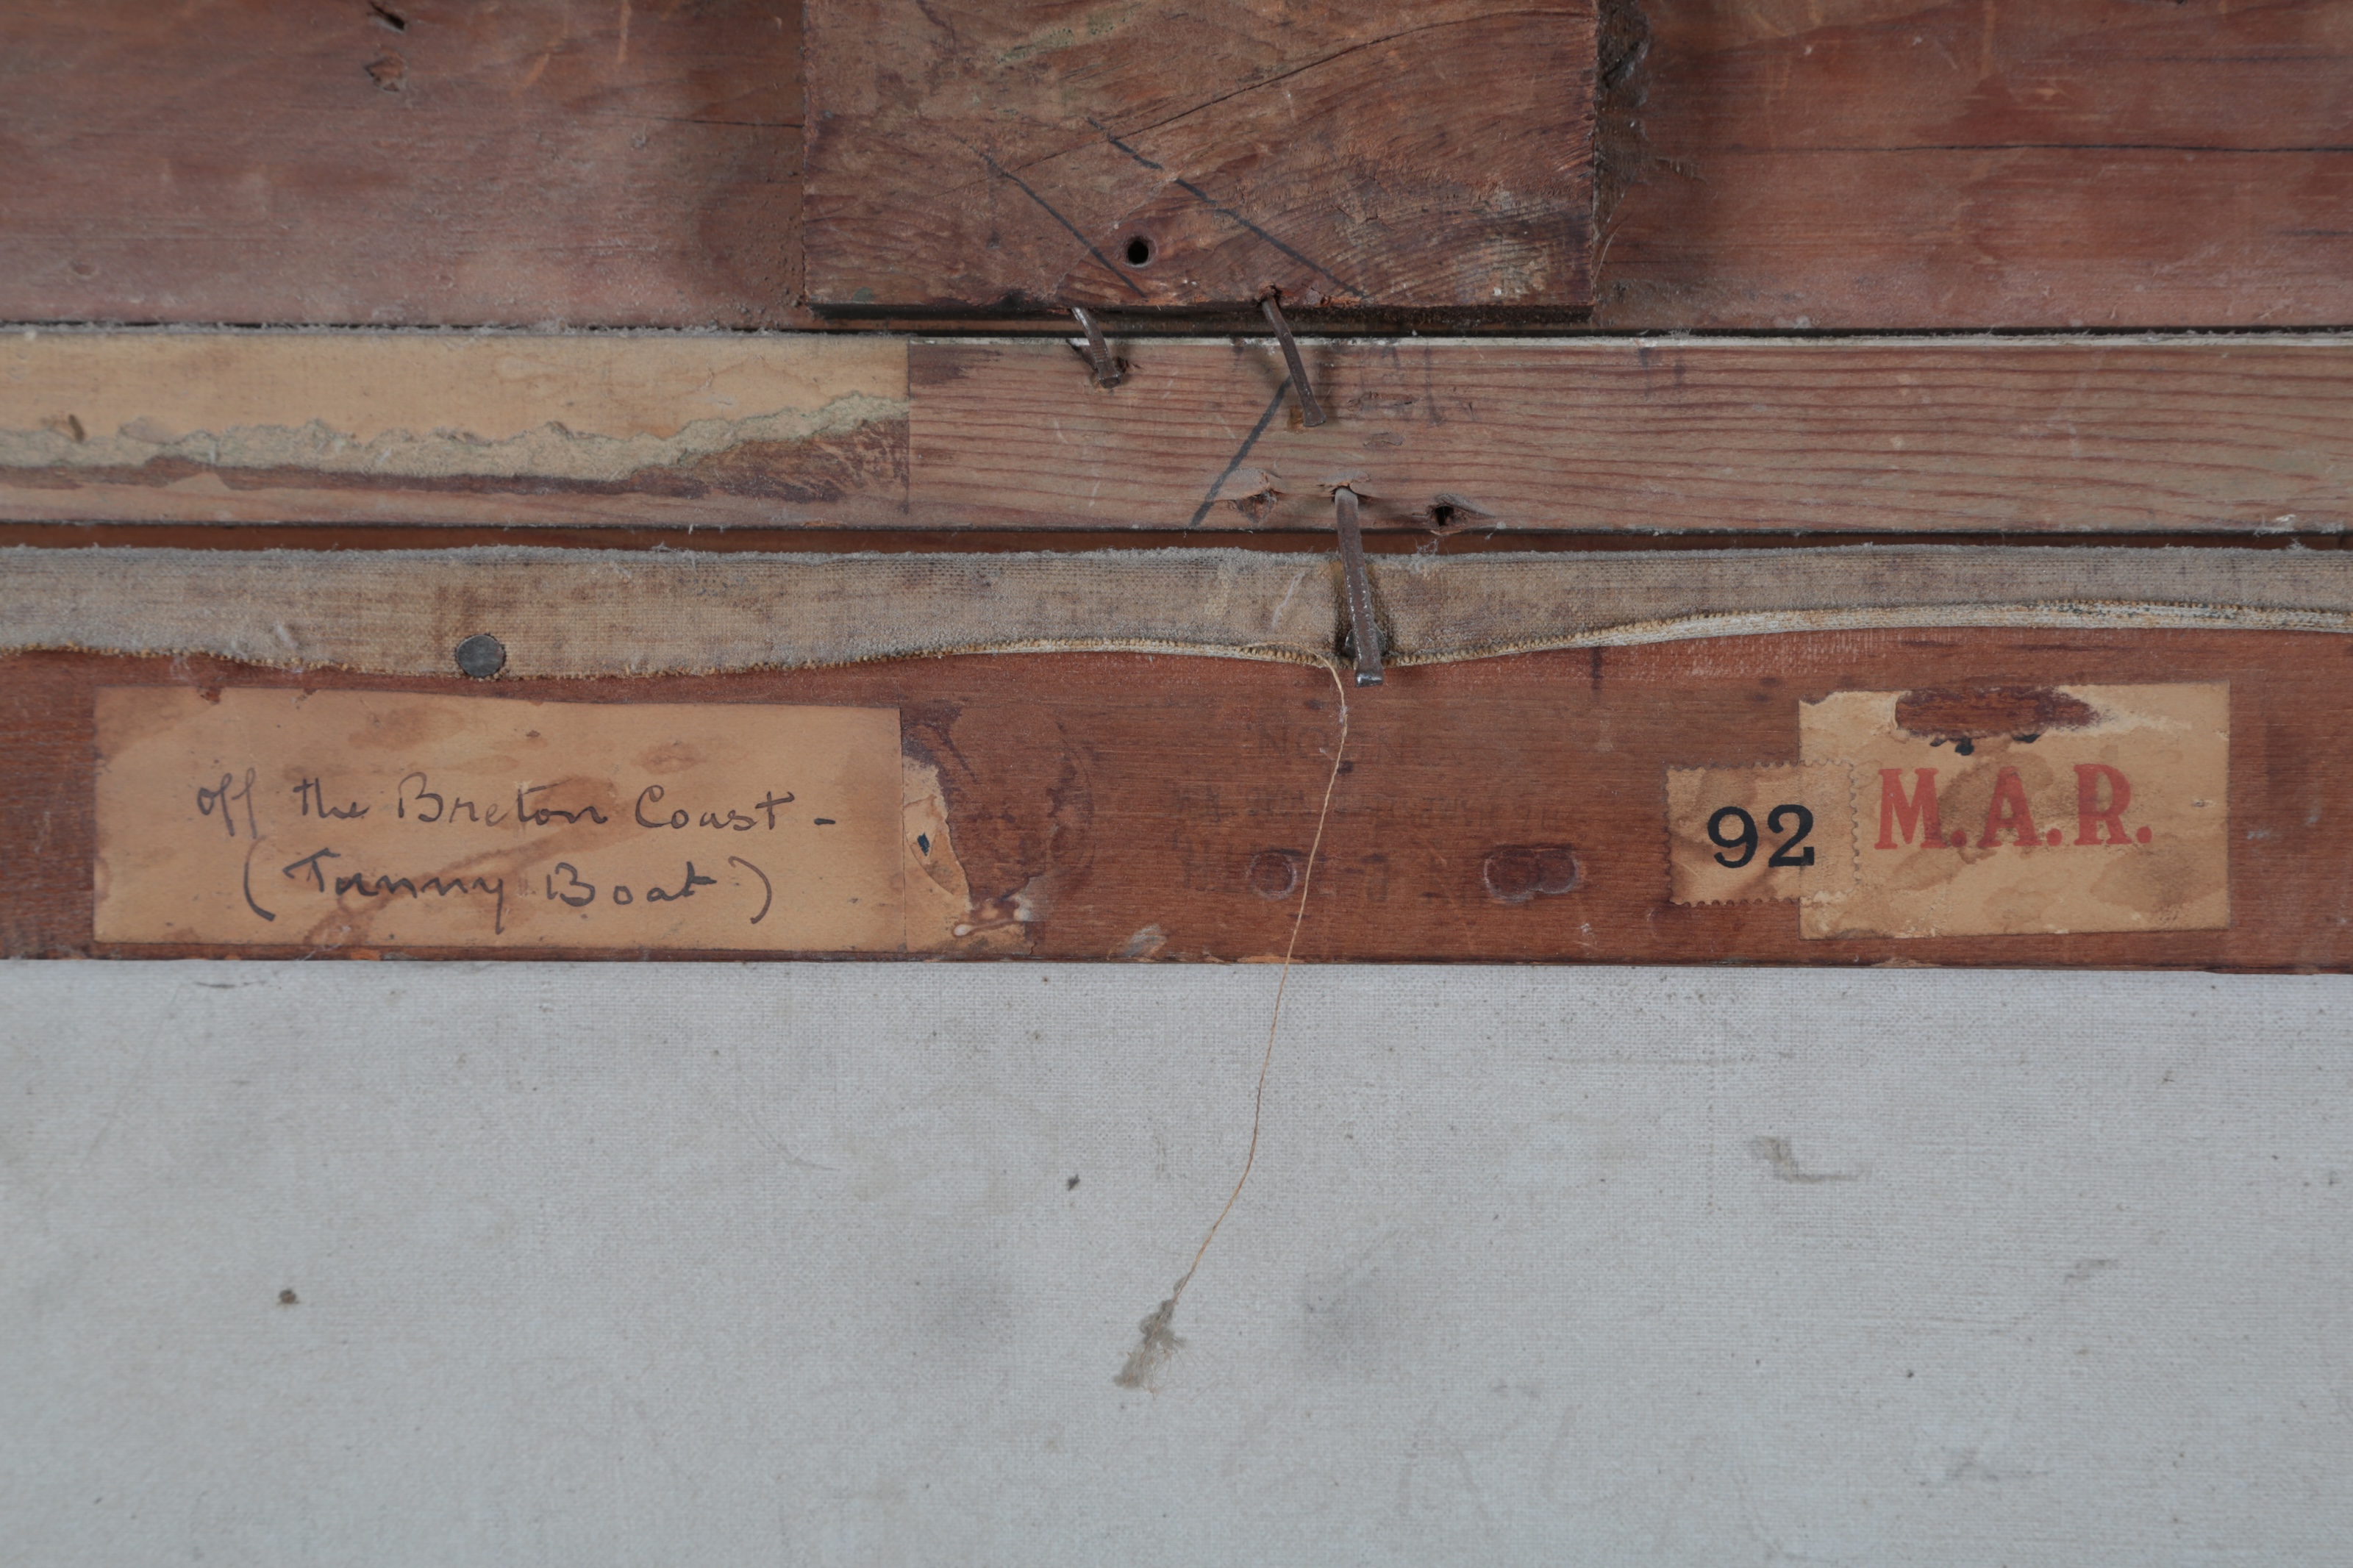 off the Breton Coast -
(Tunny Boat)
92
M.A.R.